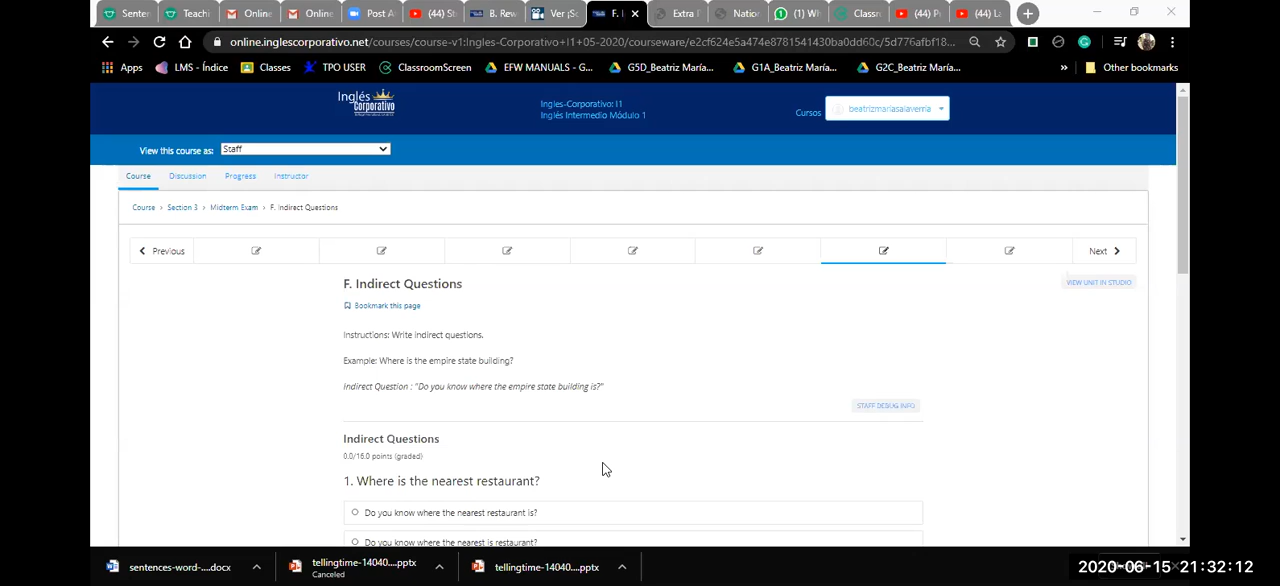 Senten
Teachi
Online
Online
Post A
(44) St
B. Rew
Ver ¡Sc
F. I
Extra I
Nation
(1) Wh
Classr
(44) P
(44) Lo
online.inglescorporativo.net/courses/course-v1:Ingles-Corporativo+I1+05-2020/courseware/e2cf624e5a474e8781541430ba0dd60c/5d776afbf18...
Apps
LMS - Índice
Classes
TPO USER
ClassroomScreen
EFW MANUALS - G...
G5D_Beatriz María...
G1A_Beatriz María...
G2C_Beatriz María...
»
Other bookmarks
Inglés
Corporativo
Ingles-Corporativo: I1
Inglés Intermedio Módulo 1
Cursos
beatrizmariasalaverria
View this course as:
Staff
Course
Discussion
Progress
Instructor
Course > Section 3 > Midterm Exam > F. Indirect Questions
Previous
Next
F. Indirect Questions
VIEW UNIT IN STUDIO
Bookmark this page
Instructions: Write indirect questions.
Example: Where is the empire state building?
Indirect Question : "Do you know where the empire state building is?"
STAFF DEBUG INFO
Indirect Questions
0.0/16.0 points (graded)
1. Where is the nearest restaurant?
Do you know where the nearest restaurant is?
Do you know where the nearest is restaurant?
sentences-word-....docx
tellingtime-14040....pptx
Canceled
tellingtime-14040....pptx
2020-06-15 21:32:12